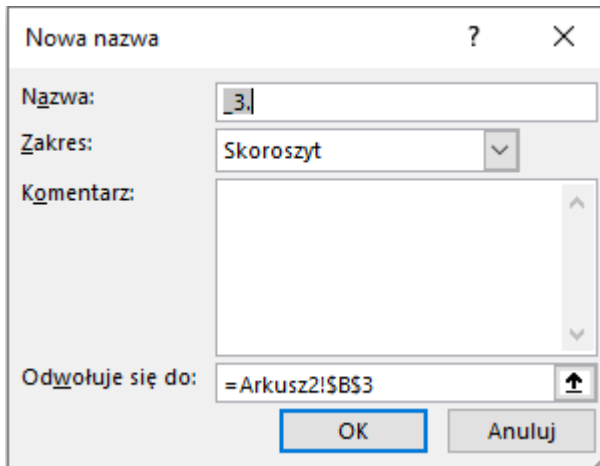 Nowa nazwa ?
Nazwa: _3.
Zakres: Skoroszyt
Komentarz:
Odwołuje się do: =Arkusz2!$B$3
OK Anuluj